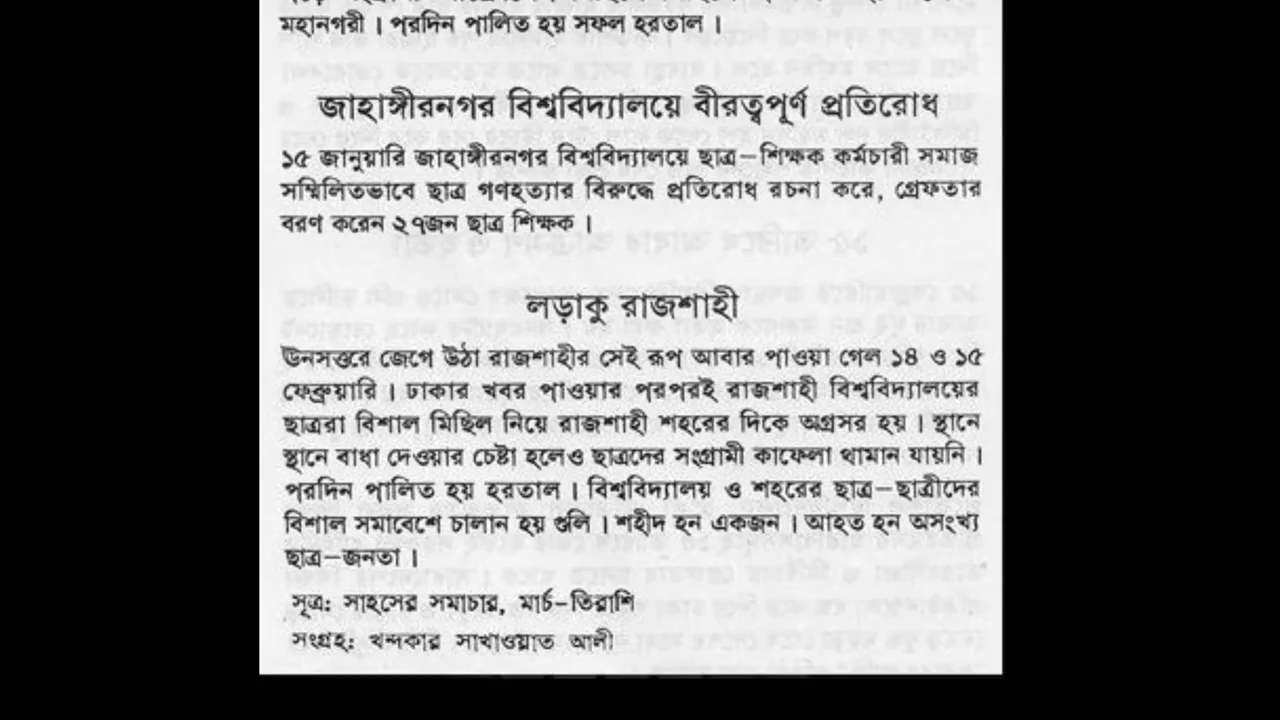 মহানগরী। পরদিন পালিত হয় সফল হরতাল।
জাহাঙ্গীরনগর বিশ্ববিদ্যালয়ে বীরত্বপূর্ণ প্রতিরোধ
১৫ জানুয়ারি জাহাঙ্গীরনগর বিশ্ববিদ্যালয়ে ছাত্র–শিক্ষক কর্মচারী সমাজ
সম্মিলিতভাবে ছাত্র গণহত্যার বিরুদ্ধে প্রতিরোধ রচনা করে, গ্রেফতার
বরণ করেন ২৭জন ছাত্র শিক্ষক।
লড়াকু রাজশাহী
ঊনসত্তরে জেগে উঠা রাজশাহীর সেই রূপ আবার পাওয়া গেল ১৪ ও ১৫
ফেব্রুয়ারি। ঢাকার খবর পাওয়ার পরপরই রাজশাহী বিশ্ববিদ্যালয়ের
ছাত্ররা বিশাল মিছিল নিয়ে রাজশাহী শহরের দিকে অগ্রসর হয়। স্থানে
স্থানে বাধা দেওয়ার চেষ্টা হলেও ছাত্রদের সংগ্রামী কাফেলা থামান যায়নি।
পরদিন পালিত হয় হরতাল। বিশ্ববিদ্যালয় ও শহরের ছাত্র–ছাত্রীদের
বিশাল সমাবেশে চালান হয় গুলি। শহীদ হন একজন। আহত হন অসংখ্য
ছাত্র–জনতা।
সূত্র: সাহসের সমাচার, মার্চ–তিরাশি
সংগ্রহ: খন্দকার সাখাওয়াত আলী